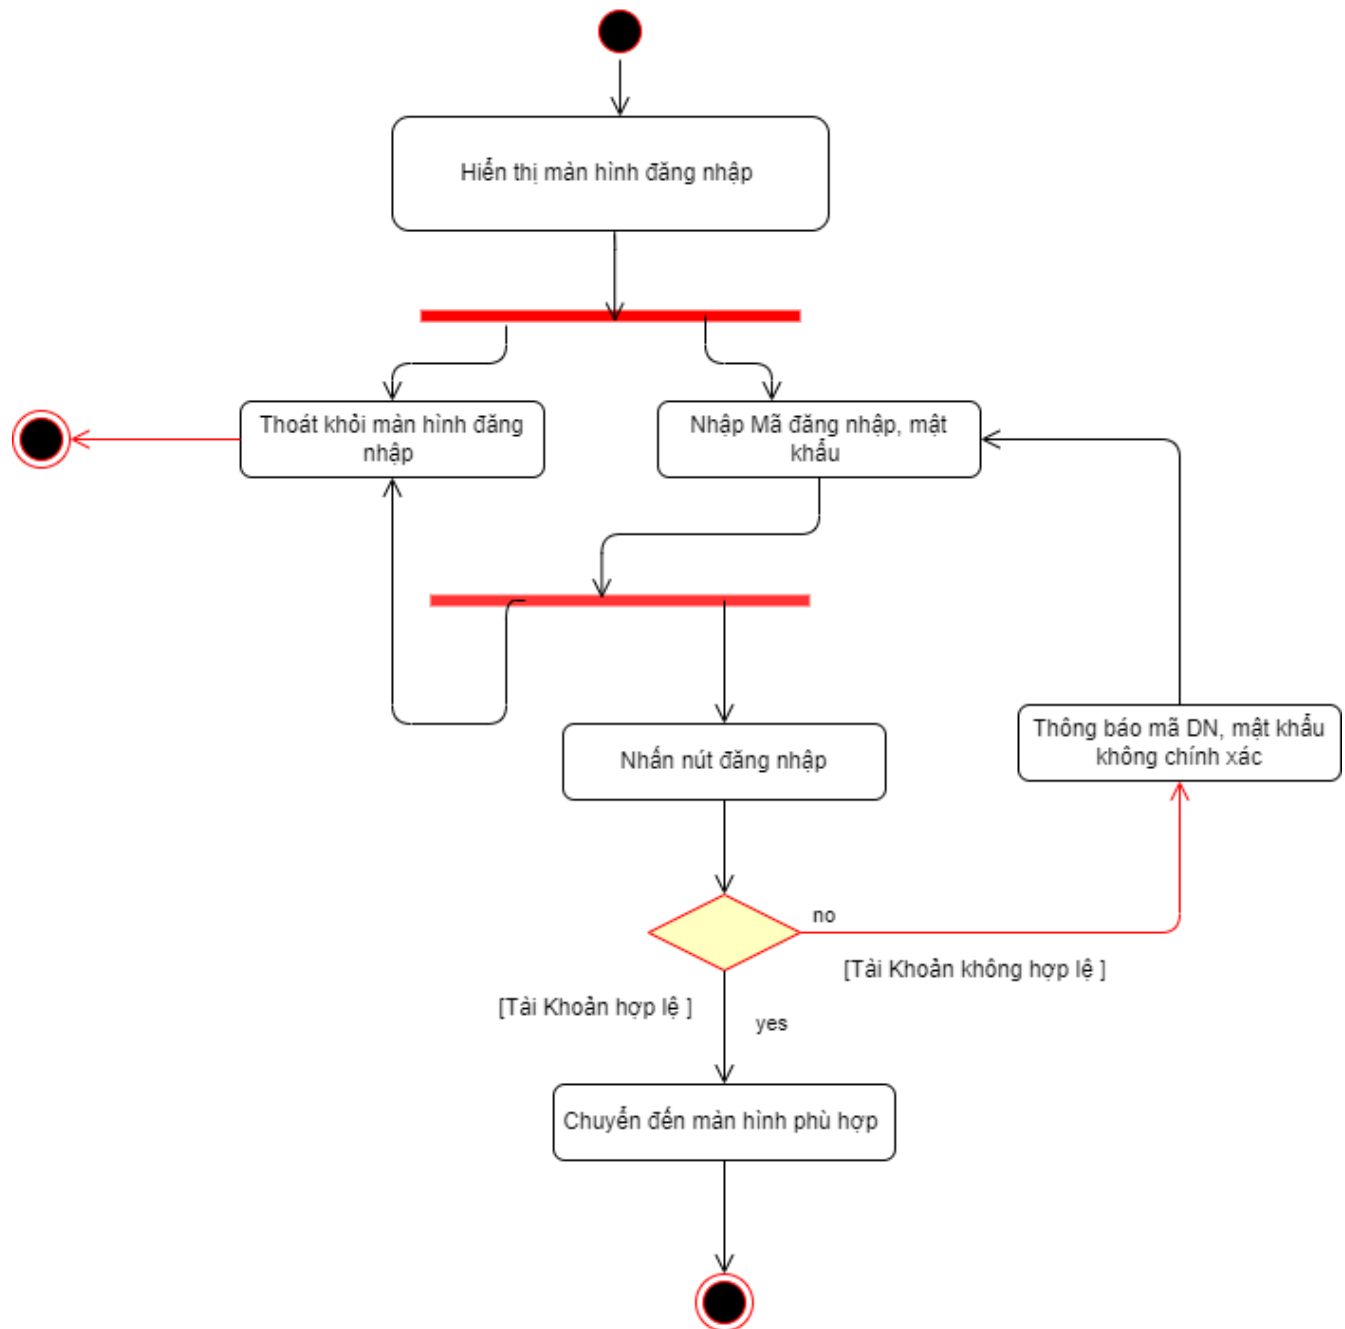 Hiển thị màn hình đăng nhập
Thoát khỏi màn hình đăng
nhập
Nhập Mã đăng nhập, mật
khẩu
Nhấn nút đăng nhập
Thông báo mã DN, mật khẩu
không chính xác
no
[Tài Khoản không hợp lệ ]
[Tài Khoản hợp lệ ]
yes
Chuyển đến màn hình phù hợp